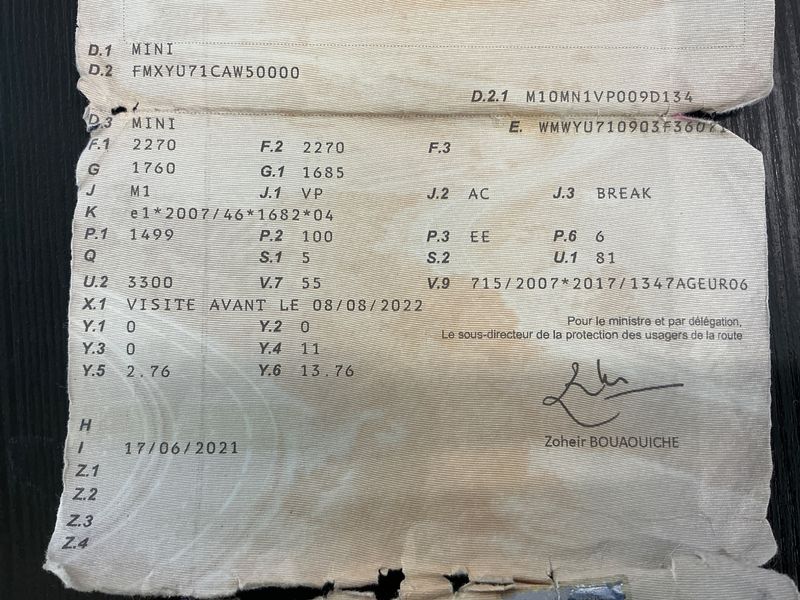 D.1 MINI
D.2 FMXYU71CAW50000
D.2.1 M10MN1VP009D134
D.3 MINI E.
F.1 2270 F.2 2270 F.3
G 1760 G.1 1685
J M1 J.1 VP J.2 AC J.3 BREAK
K e1*2007/46*1682*04
P.1 1499 P.2 100 P.3 EE P.6 6
Q S.1 5 S.2 U.1 81
U.2 3300 V.7 55 V.9 715/2007*2017/1347AGEURO6
X.1 VISITE AVANT LE 08/08/2022
Y.1 0 Y.2 0
Pour le ministre et par délégation,
Le sous-directeur de la protection des usagers de la route
Y.3 0 Y.4 11
Y.5 2.76 Y.6 13.76
H
Zoheir BOUAOUICHE
I 17/06/2021
Z.1
Z.2
Z.3
Z.4